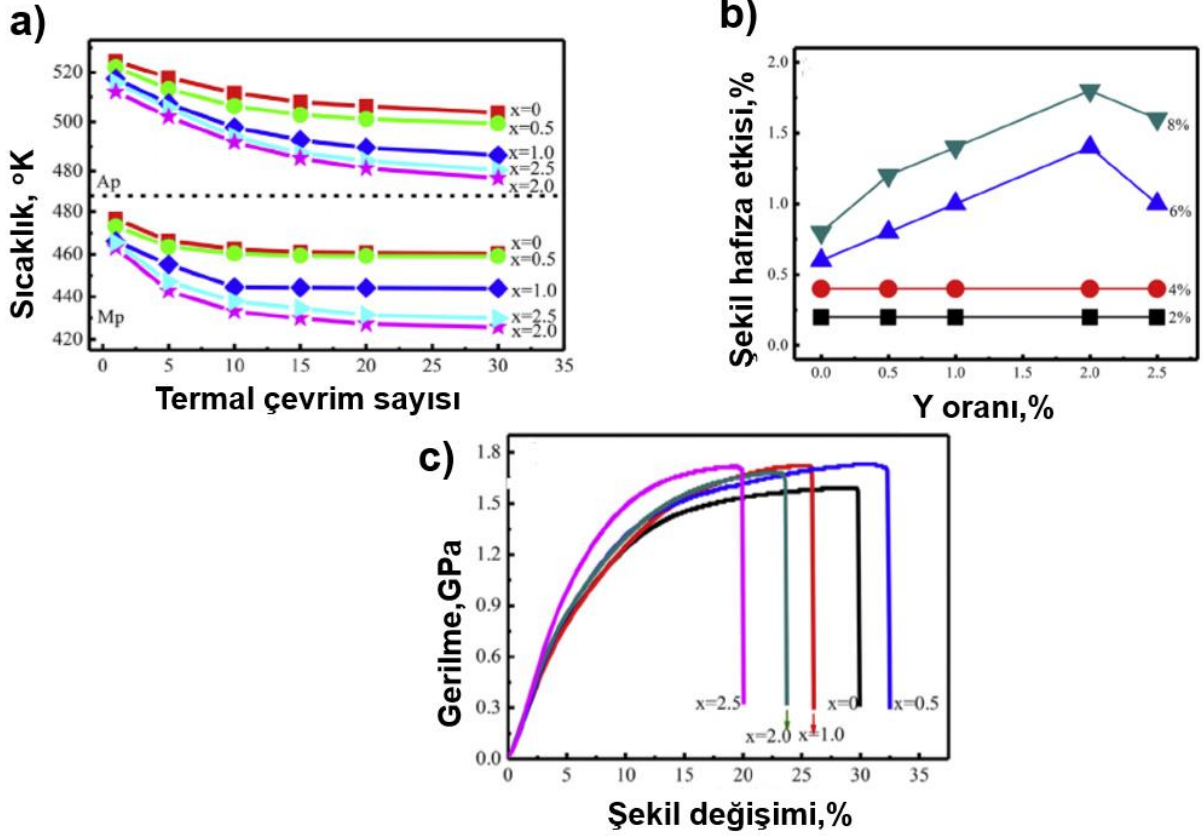 a)
Sıcaklık, ºK
520
500
480
Ap
480
460
440
420
Mp
x=0
x=0.5
x=1.0
x=2.5
x=2.0
x=0
x=0.5
x=1.0
x=2.5
x=2.0
0 5 10 15 20 25 30 35
Termal çevrim sayısı
b)
Şekil hafıza etkisi,%
2.0
1.5
1.0
0.5
0.0
8%
6%
4%
2%
0.0 0.5 1.0 1.5 2.0 2.5
Y oranı,%
c)
Gerilme,GPa
1.8
1.5
1.2
0.9
0.6
0.3
0.0
x=2.5 x=0 x=0.5
x=2.0 x=1.0
0 5 10 15 20 25 30 35
Şekil değişimi,%